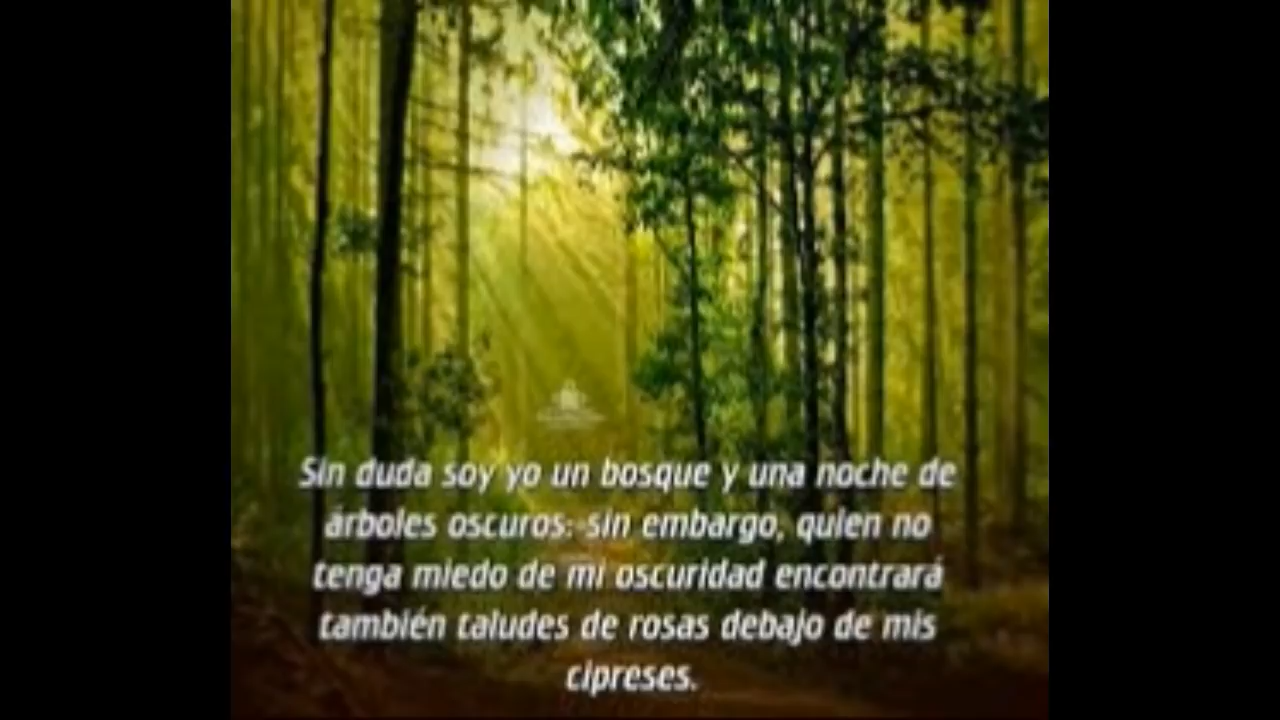 Sin duda soy yo un bosque y una noche de
árboles oscuros: sin embargo, quien no
tenga miedo de mi oscuridad encontrará
también taludes de rosas debajo de mis
cipreses.